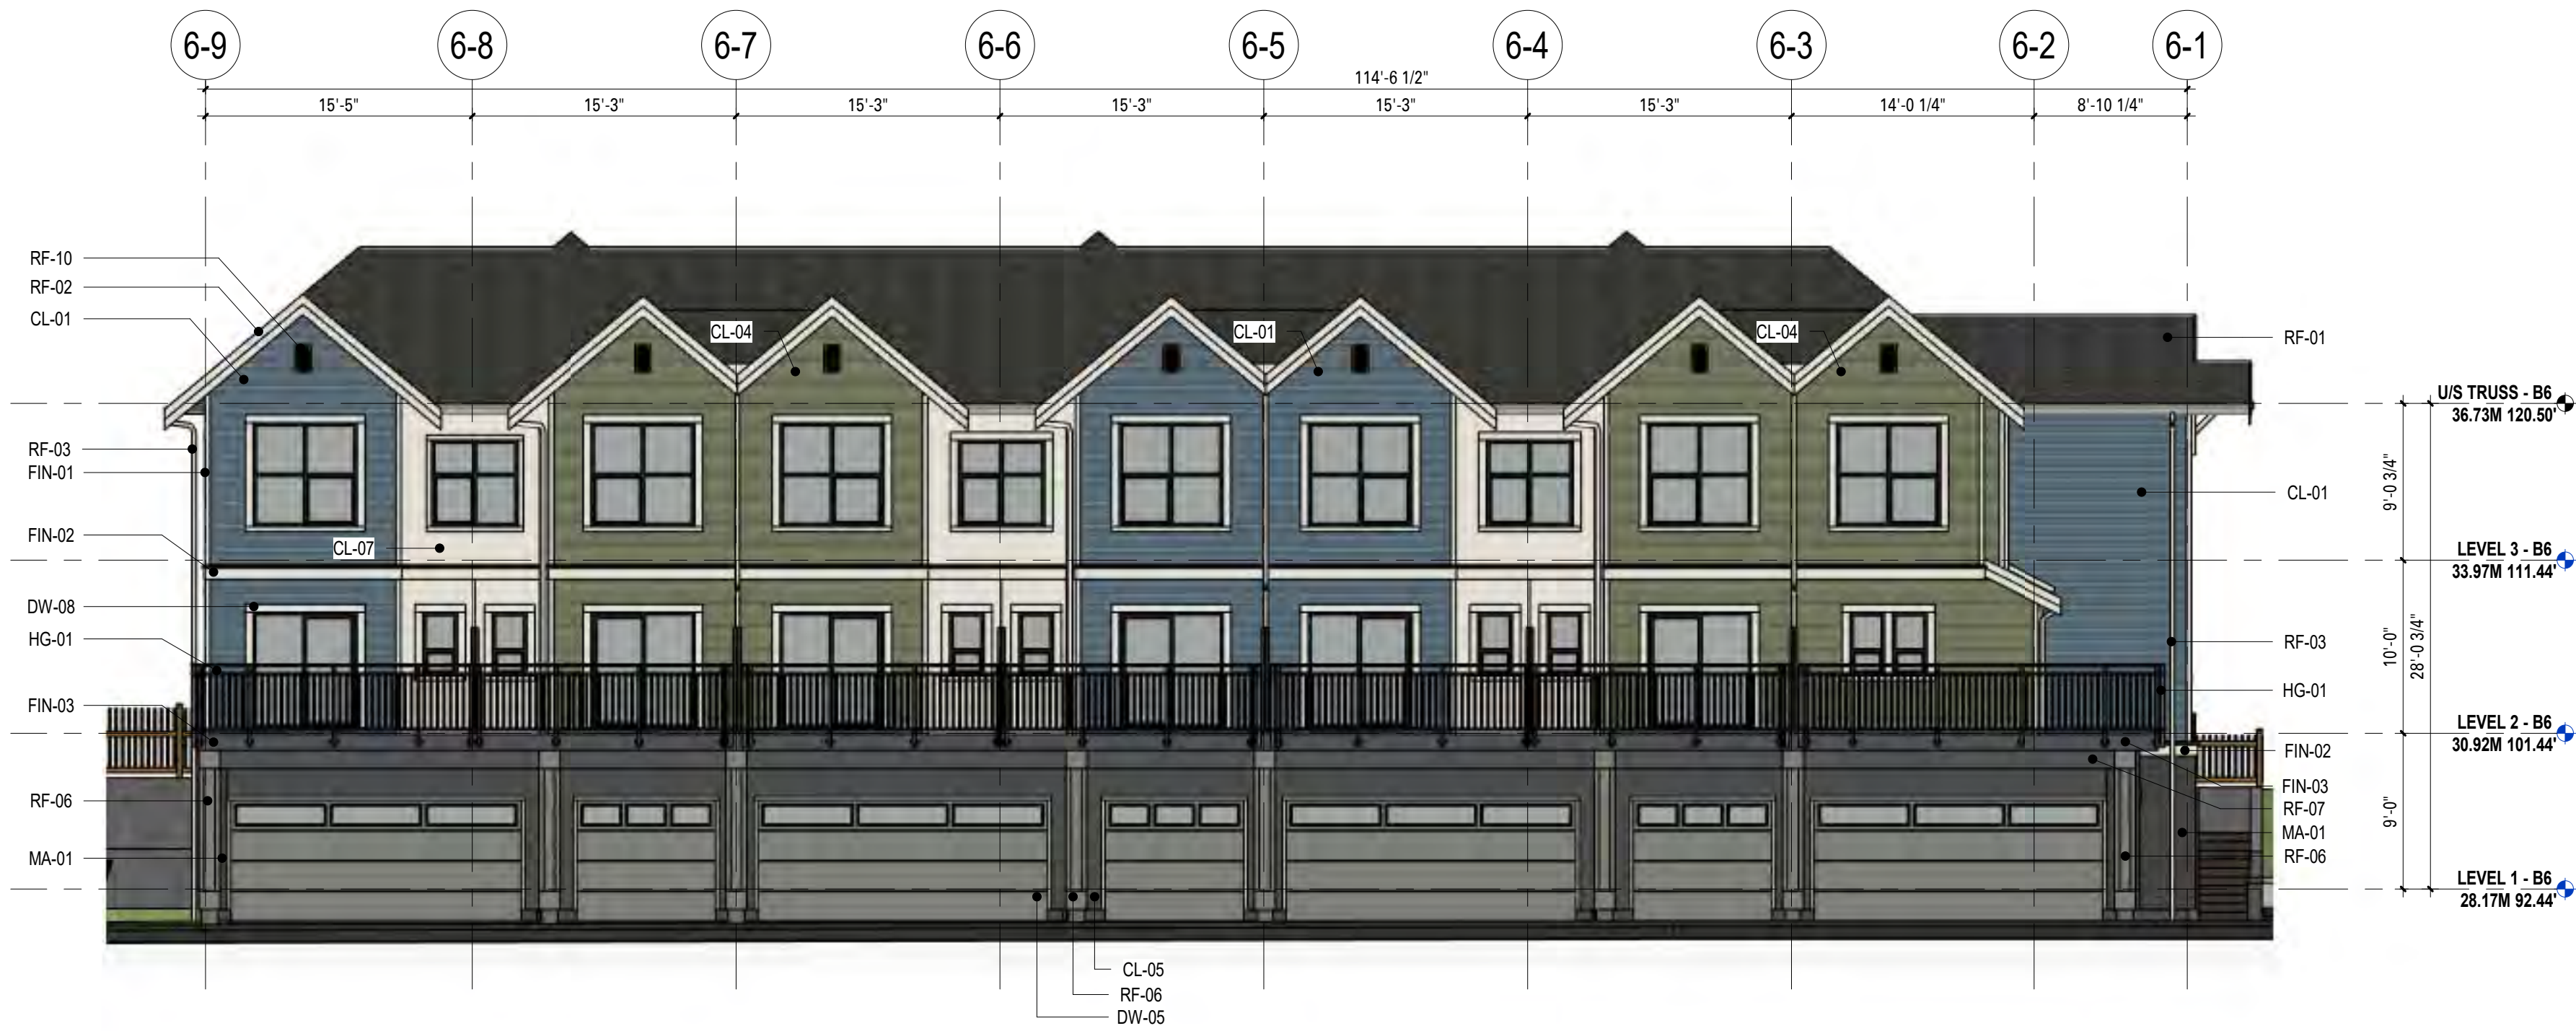 6-9 6-8 6-7 6-6 6-5 6-4 6-3 6-2 6-1
114'-6 1/2"
15'-5" 15'-3" 15'-3" 15'-3" 15'-3" 15'-3" 14'-0 1/4" 8'-10 1/4"
RF-10
RF-02
CL-01
RF-03
FIN-01
FIN-02
DW-08
HG-01
FIN-03
RF-06
MA-01
CL-04
CL-01
CL-04
CL-07
CL-05
RF-06
DW-05
RF-01
CL-01
RF-03
HG-01
FIN-02
FIN-03
RF-07
MA-01
RF-06
9'-0 3/4"
10'-0"
28'-0 3/4"
9'-0"
U/S TRUSS - B6
36.73M 120.50'
LEVEL 3 - B6
33.97M 111.44'
LEVEL 2 - B6
30.92M 101.44'
LEVEL 1 - B6
28.17M 92.44'